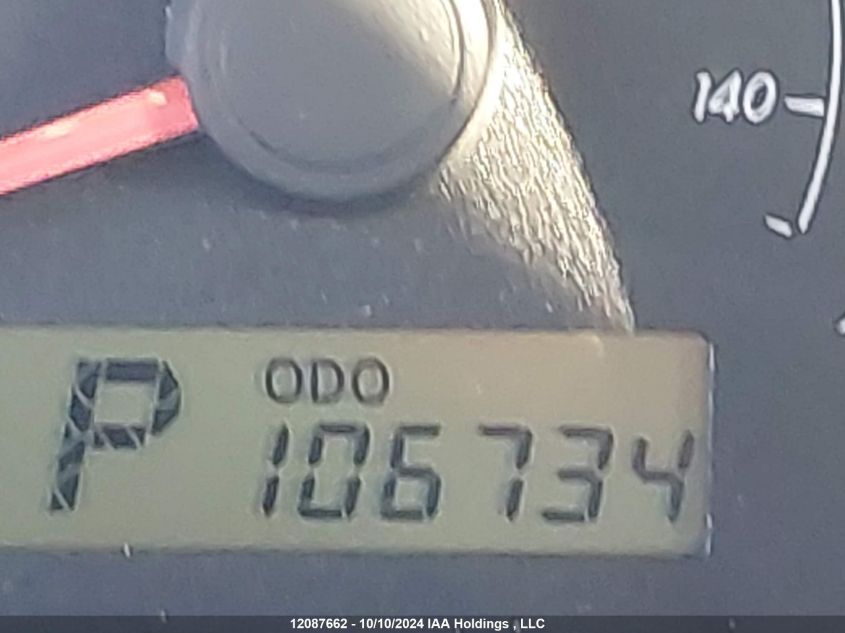 140
ODO
P 106734
12087662 - 10/10/2024 IAA Holdings , LLC